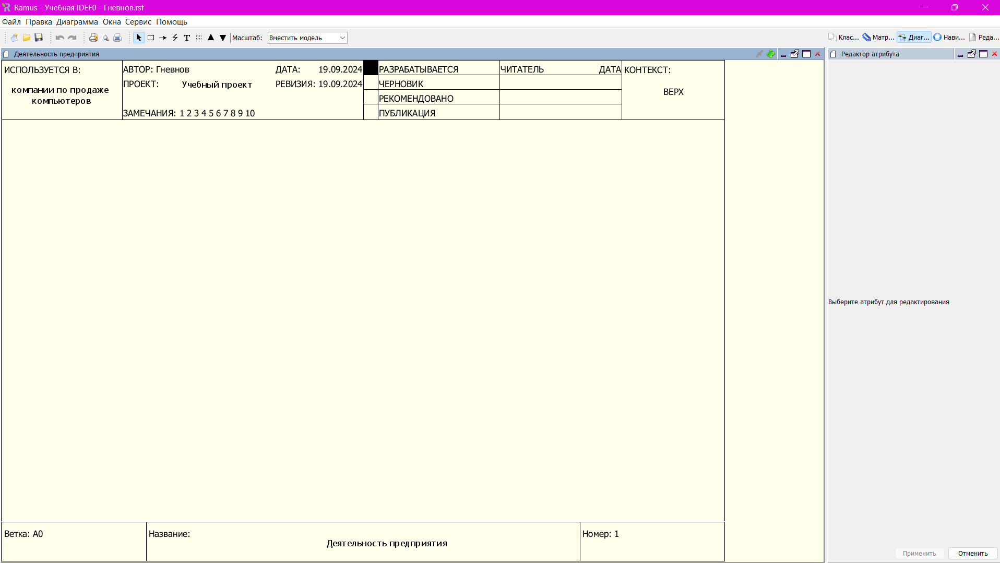 Ramus - Учебная IDEF0 - Гневнов.rsf
Файл Правка Диаграмма Окна Сервис Помощь
Масштаб: Вместить модель
Клас... Матр... Диаг... Нави... Реда...
Деятельность предприятия
Редактор атрибута
ИСПОЛЬЗУЕТСЯ В:
компании по продаже
компьютеров
АВТОР: Гневнов
ДАТА: 19.09.2024
ПРОЕКТ: Учебный проект
РЕВИЗИЯ: 19.09.2024
ЗАМЕЧАНИЯ: 1 2 3 4 5 6 7 8 9 10
РАЗРАБАТЫВАЕТСЯ
ЧЕРНОВИК
РЕКОМЕНДОВАНО
ПУБЛИКАЦИЯ
ЧИТАТЕЛЬ ДАТА
КОНТЕКСТ:
ВЕРХ
Выберите атрибут для редактирования
Ветка: A0
Название:
Деятельность предприятия
Номер: 1
Применить Отменить